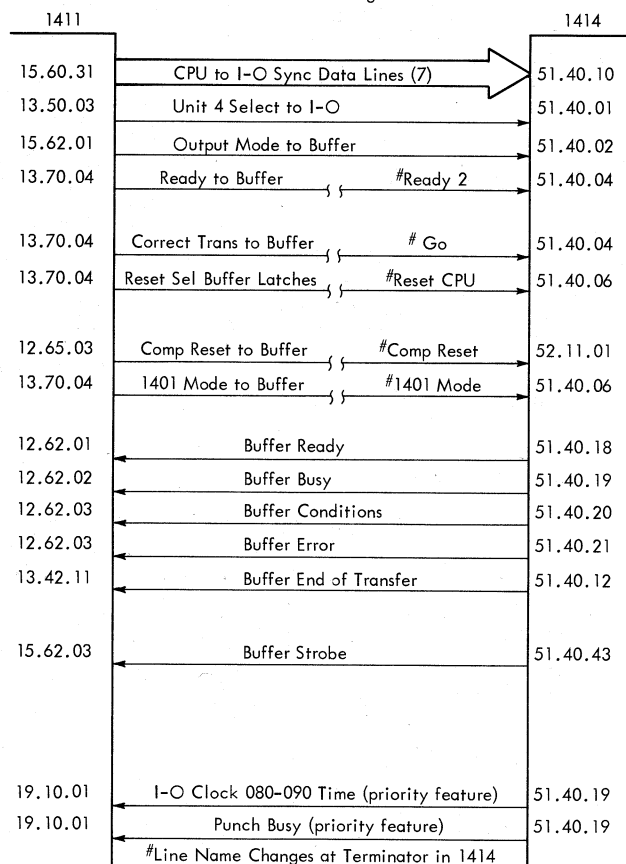 1411 1414
15.60.31 CPU to I-O Sync Data Lines (7) 51.40.10
13.50.03 Unit 4 Select to I-O 51.40.01
15.62.01 Output Mode to Buffer 51.40.02
13.70.04 Ready to Buffer #Ready 2 51.40.04
13.70.04 Correct Trans to Buffer # Go 51.40.04
13.70.04 Reset Sel Buffer Latches #Reset CPU 51.40.06
12.65.03 Comp Reset to Buffer #Comp Reset 52.11.01
13.70.04 1401 Mode to Buffer #1401 Mode 51.40.06
12.62.01 Buffer Ready 51.40.18
12.62.02 Buffer Busy 51.40.19
12.62.03 Buffer Conditions 51.40.20
12.62.03 Buffer Error 51.40.21
13.42.11 Buffer End of Transfer 51.40.12
15.62.03 Buffer Strobe 51.40.43
19.10.01 I-O Clock 080-090 Time (priority feature) 51.40.19
19.10.01 Punch Busy (priority feature) 51.40.19
#Line Name Changes at Terminator in 1414